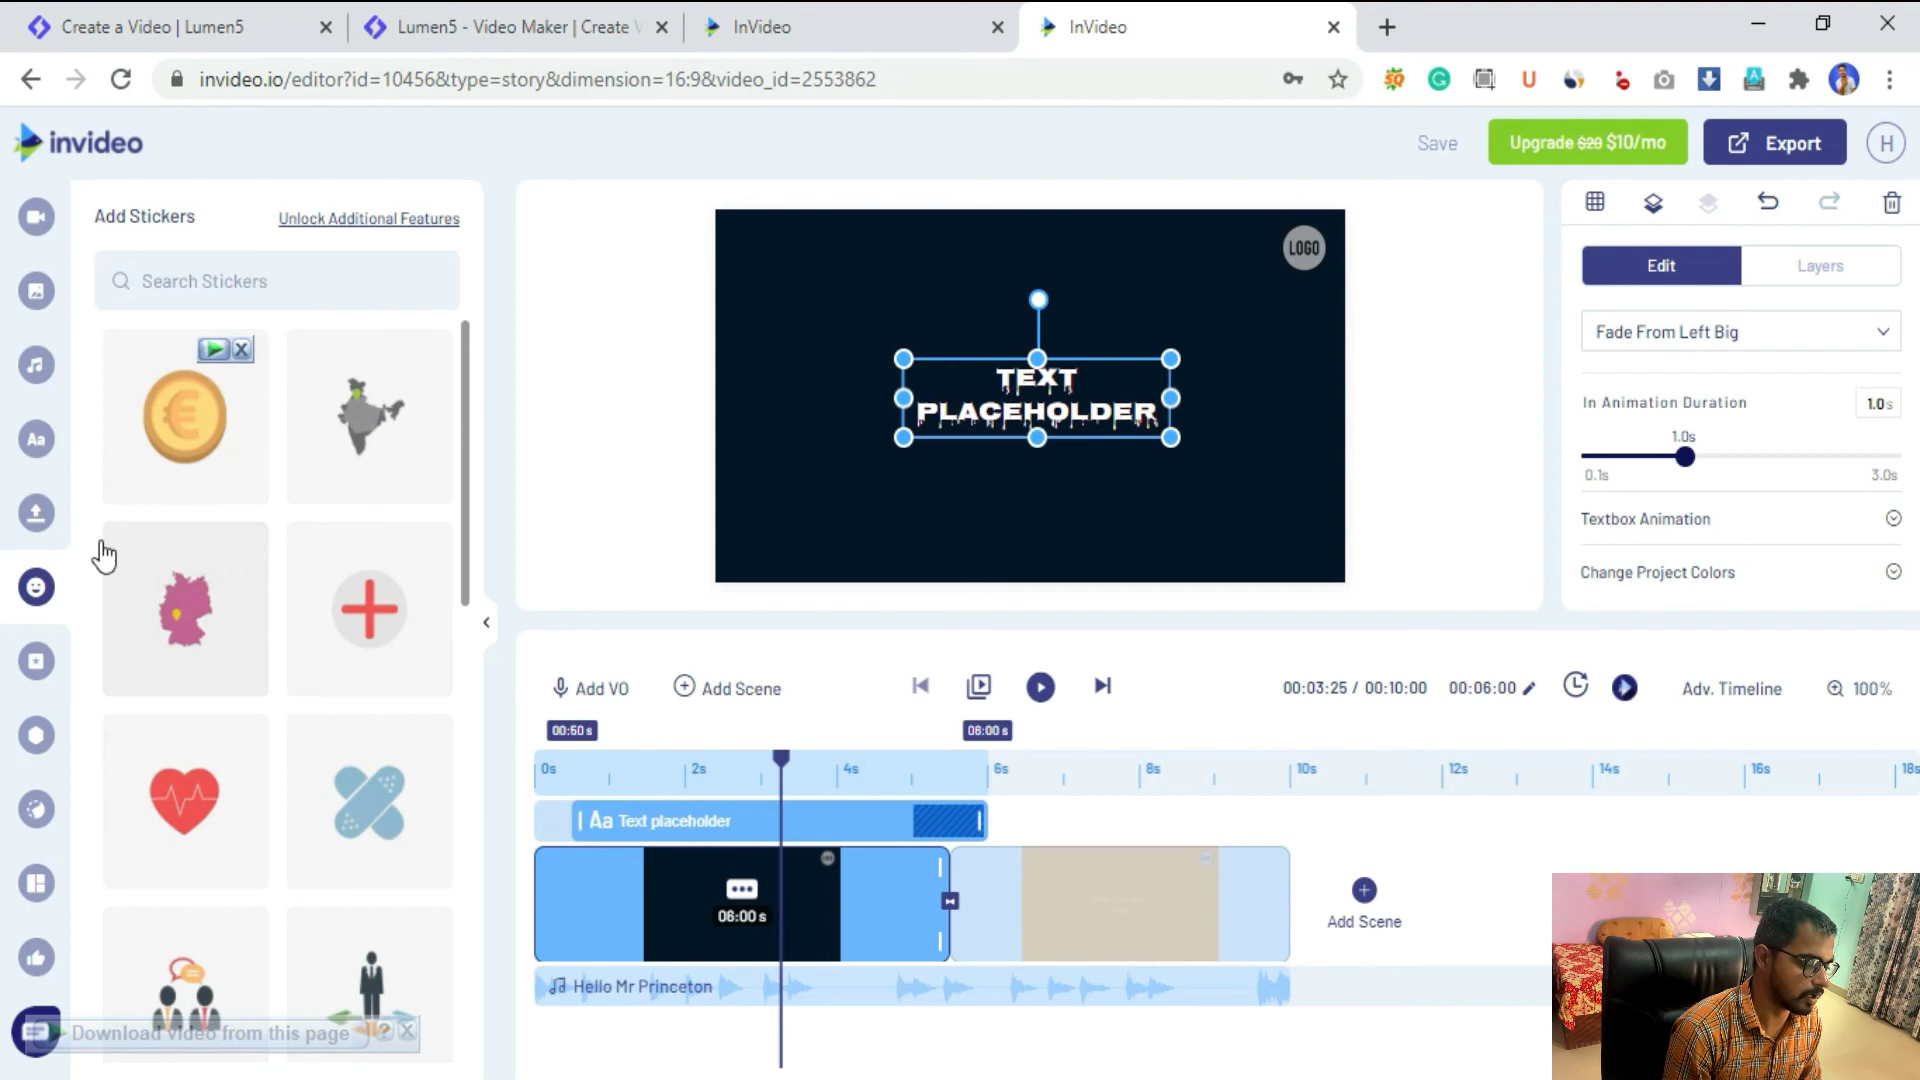 Create a Video | Lumen5
Lumen5 - Video Maker | Create V
InVideo
InVideo
invideo.io/editor?id=10456&type=story&dimension=16:9&video_id=2553862
invideo
Save
Upgrade $20 $10/mo
Export
H
Add Stickers
Unlock Additional Features
Search Stickers
LOGO
TEXT
PLACEHOLDER
Edit
Layers
Fade From Left Big
In Animation Duration
1.0s
1.0s
0.1s
3.0s
Textbox Animation
Change Project Colors
Aa
Add VO
Add Scene
00:03:25 / 00:10:00
00:06:00
Adv. Timeline
100%
00:50 s
06:00 s
0s
2s
4s
6s
8s
10s
12s
14s
16s
18s
Aa Text placeholder
06:00 s
Add Scene
Hello Mr Princeton
Download video from this page